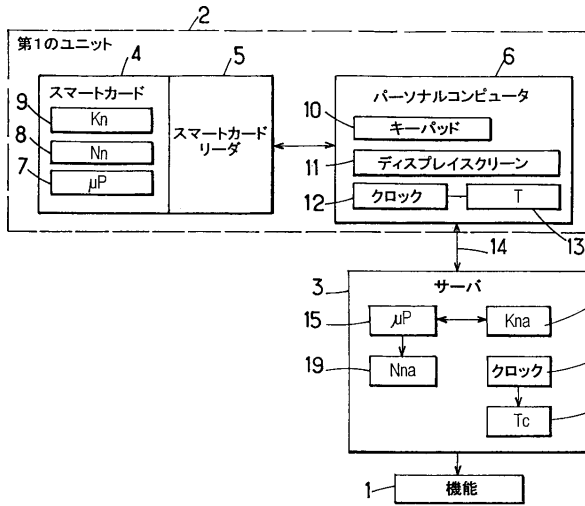 2
第1のユニット
4
5
6
スマートカード
9
Kn
8
Nn
7
μP
スマートカード
リーダ
パーソナルコンピュータ
10
キーパッド
11
ディスプレイスクリーン
12
クロック
T
13
14
3
サーバ
15
μP
Kna
19
Nna
クロック
Tc
1
機能